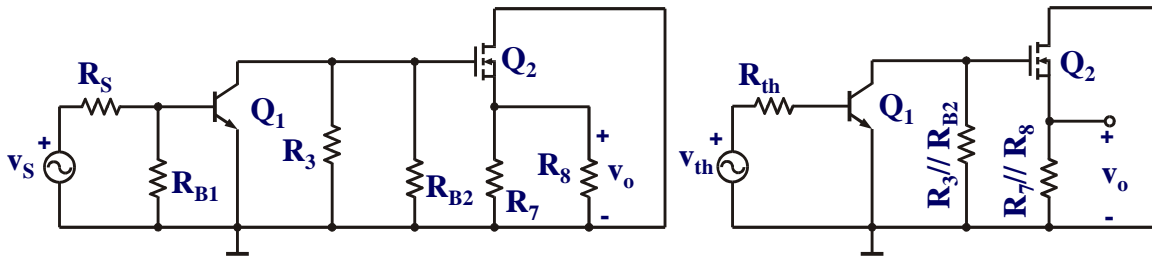 R_S
v_S
+
R_B1
Q_1
R_3
R_B2
Q_2
R_7
R_8
+
v_o
-
R_th
v_th
+
Q_1
R_3// R_B2
Q_2
R_7// R_8
+
v_o
-